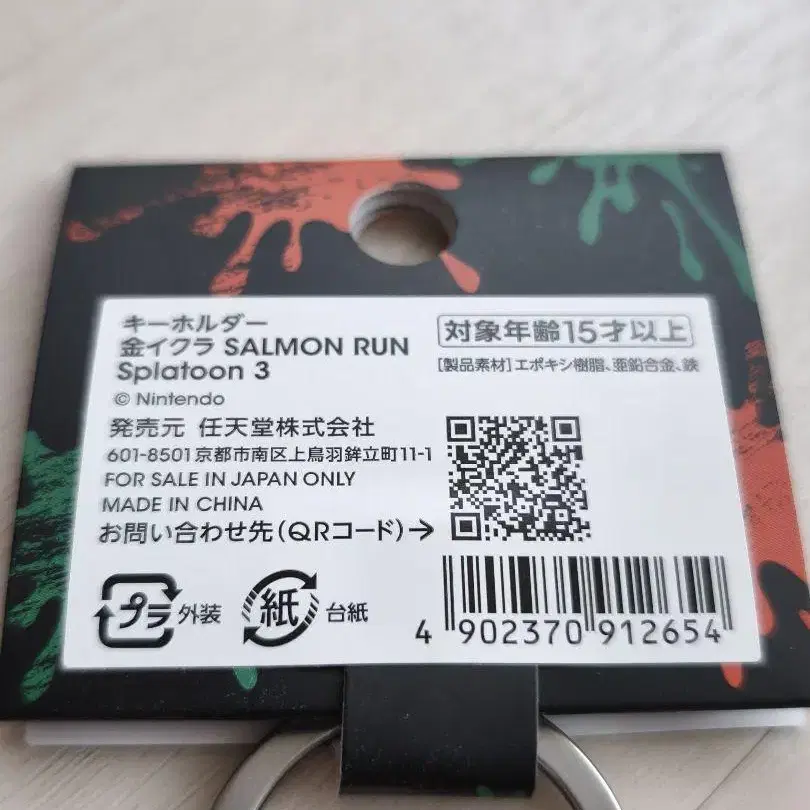 キーホルダー
金イクラ SALMON RUN
Splatoon 3
© Nintendo
対象年齢15才以上
[製品素材]エポキシ樹脂、亜鉛合金、鉄
発売元 任天堂株式会社
601-8501京都市南区上鳥羽鉾立町11-1
FOR SALE IN JAPAN ONLY
MADE IN CHINA
お問い合わせ先(QRコード)→
プラ 外装 紙 台紙
4 902370 912654